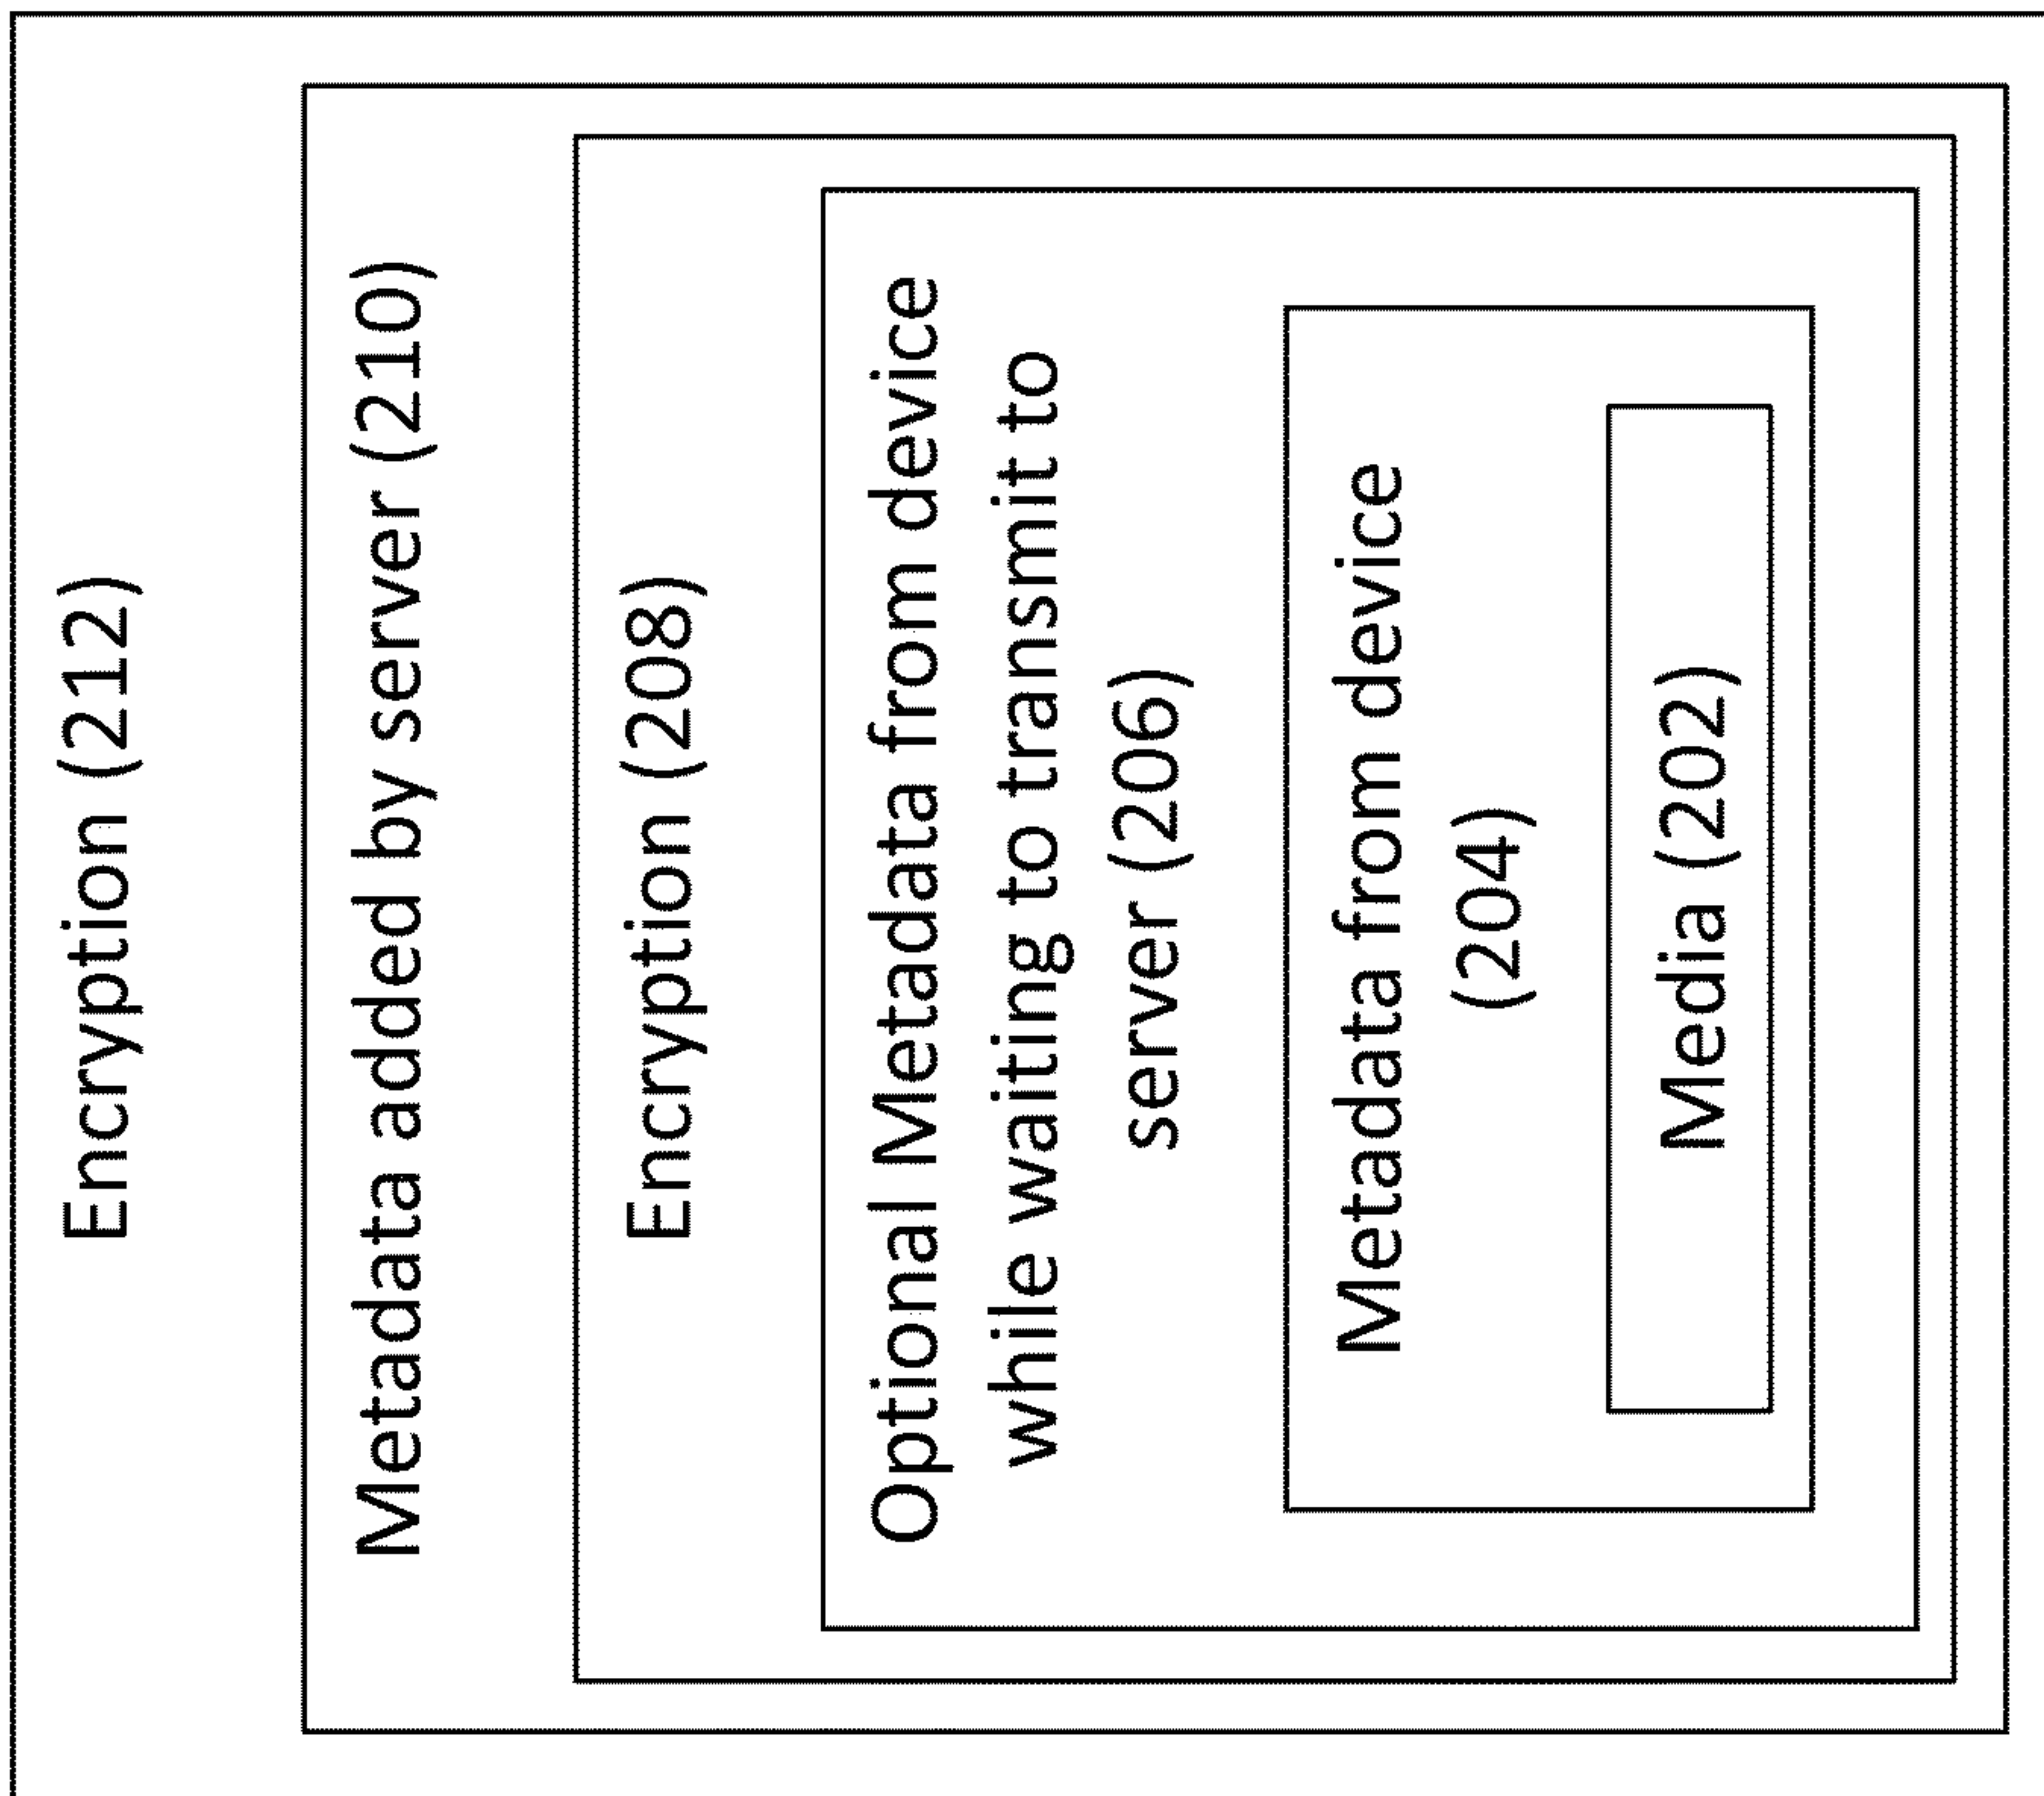 Encryption (212)
Metadata added by server (210)
Encryption (208)
Optional Metadata from device
while waiting to transmit to
server (206)
Metadata from device
(204)
Media (202)